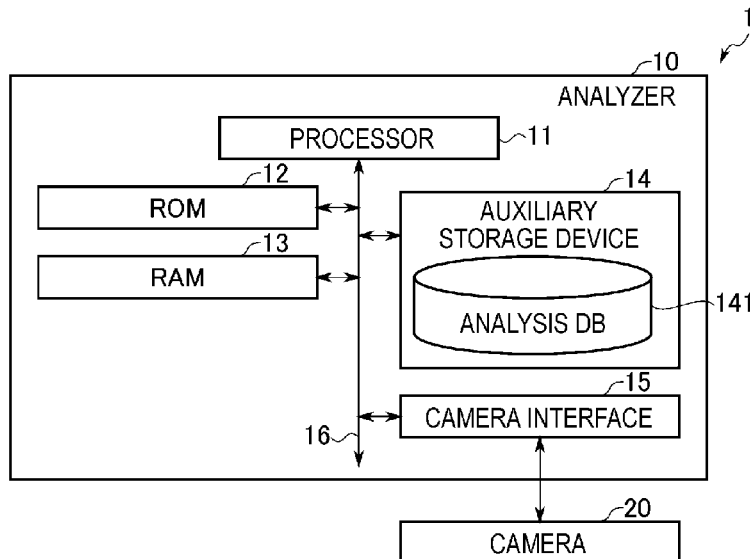 1
10
ANALYZER
PROCESSOR
11
12
ROM
13
RAM
14
AUXILIARY
STORAGE DEVICE
ANALYSIS DB
141
15
CAMERA INTERFACE
16
20
CAMERA